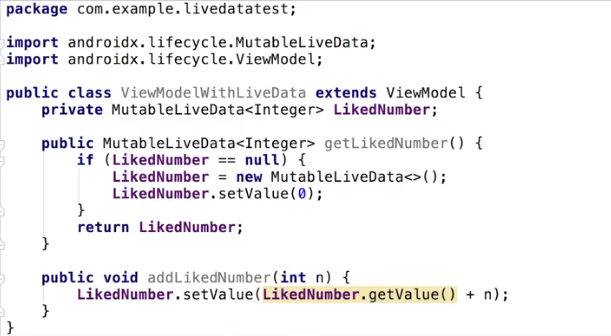 package com.example.livedatatest;
import androidx.lifecycle.MutableLiveData;
import androidx.lifecycle.ViewModel;
public class ViewModelWithLiveData extends ViewModel {
private MutableLiveData<Integer> LikedNumber;
public MutableLiveData<Integer> getLikedNumber() {
if (LikedNumber == null) {
LikedNumber = new MutableLiveData<>();
LikedNumber.setValue(0);
}
return LikedNumber;
}
public void addLikedNumber(int n) {
LikedNumber.setValue(LikedNumber.getValue() + n);
}
}